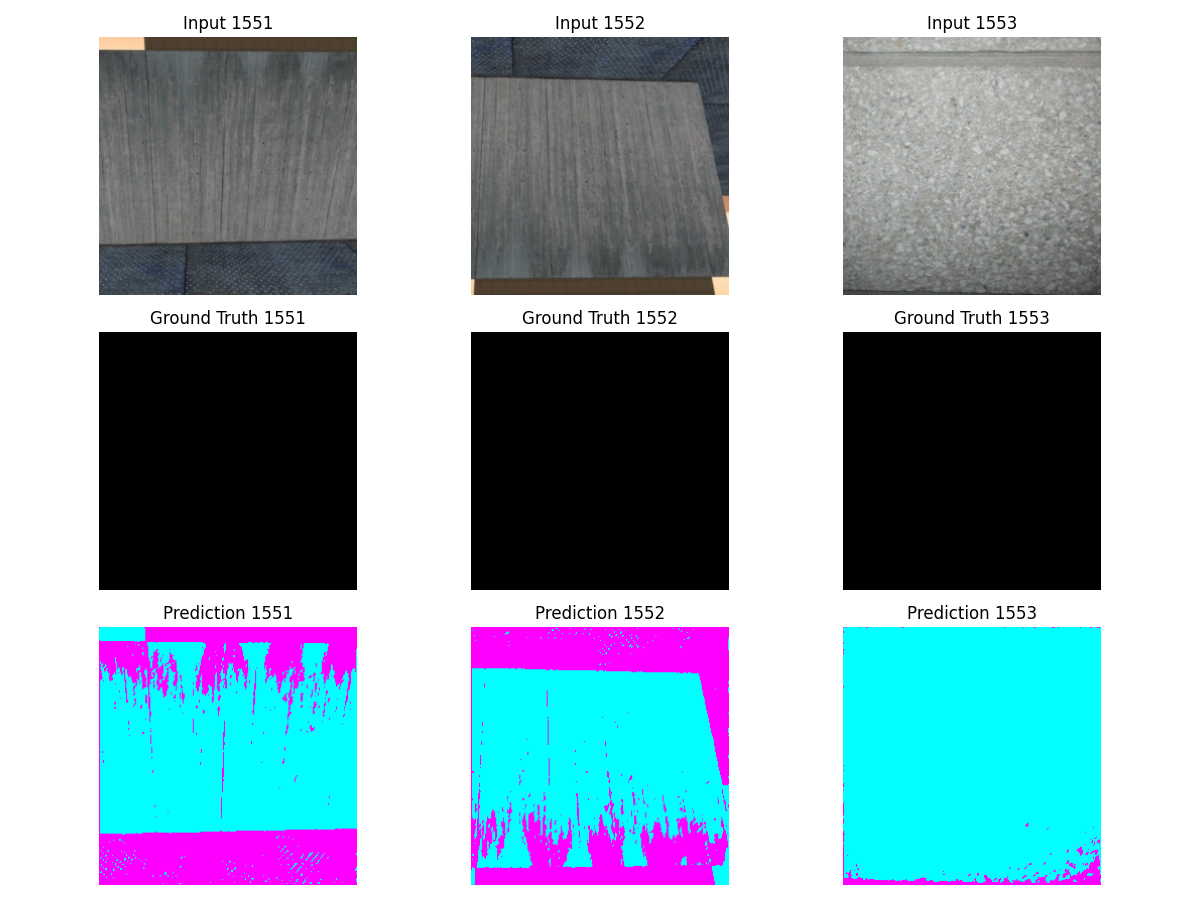 Input 1551
Input 1552
Input 1553
Ground Truth 1551
Ground Truth 1552
Ground Truth 1553
Prediction 1551
Prediction 1552
Prediction 1553